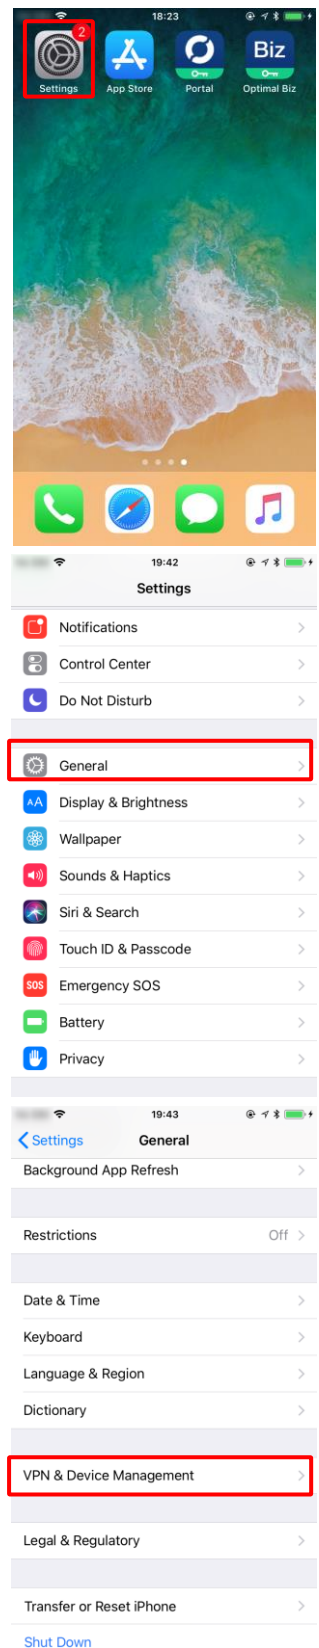 18:23
2
Biz
Settings App Store Portal Optimal Biz
19:42
Settings
Notifications
Control Center
Do Not Disturb
General
AA Display & Brightness
Wallpaper
Sounds & Haptics
Siri & Search
Touch ID & Passcode
SOS Emergency SOS
Battery
Privacy
19:43
Settings General
Background App Refresh
Restrictions Off
Date & Time
Keyboard
Language & Region
Dictionary
VPN & Device Management
Legal & Regulatory
Transfer or Reset iPhone
Shut Down